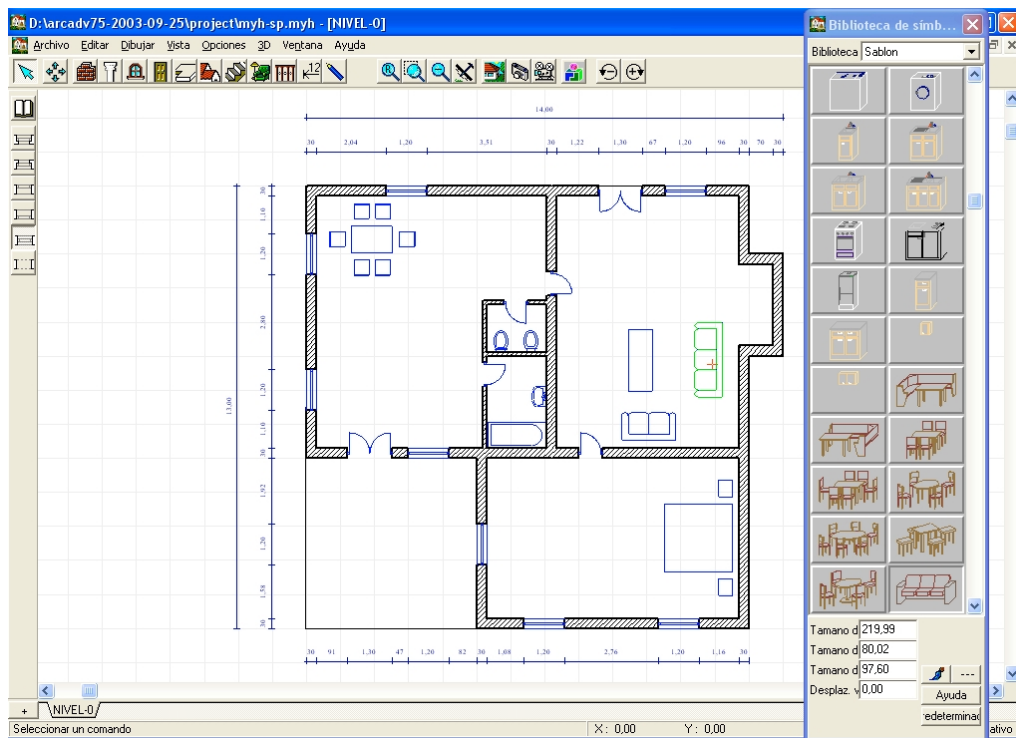 D:\arcadv75-2003-09-25\project\myh-sp.myh - [NIVEL-0]
Archivo Editar Dibujar Vista Opciones 3D Ventana Ayuda
Biblioteca de símb...
Biblioteca Sablon
14,00
30 2,04 1,20 3,51 30 1,22 1,30 67 1,20 96 30 70 30
30
1,10
1,20
2,80
1,20
1,10
30
1,92
1,20
1,58
30
13,00
30 91 1,30 47 1,20 82 30 1,08 1,20 2,76 1,20 1,16 30
Tamano d 219,99
Tamano d 80,02
Tamano d 97,60
Desplaz. v 0,00
---
Ayuda
edeterminad
+ NIVEL-0
Seleccionar un comando X: 0,00 Y: 0,00 ativo